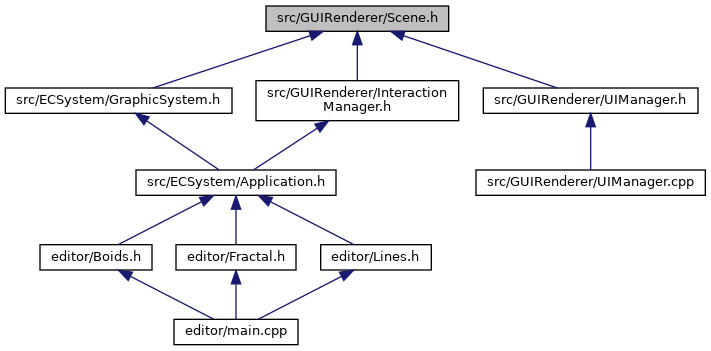 src/GUIRenderer/Scene.h
src/ECSystem/GraphicSystem.h
src/GUIRenderer/Interaction
Manager.h
src/GUIRenderer/UIManager.h
src/ECSystem/Application.h
src/GUIRenderer/UIManager.cpp
editor/Boids.h
editor/Fractal.h
editor/Lines.h
editor/main.cpp